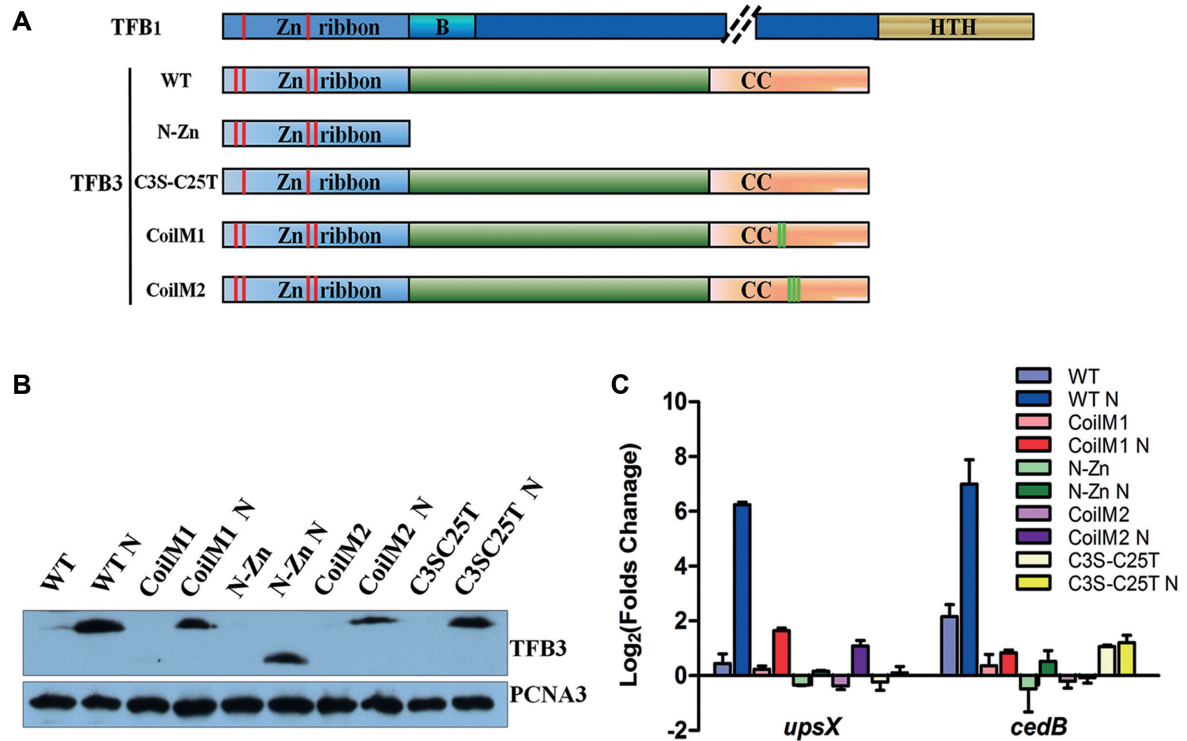 A
TFB1
Zn ribbon
B
HTH
TFB3
WT
Zn ribbon
CC
N-Zn
Zn ribbon
C3S-C25T
Zn ribbon
CC
CoilM1
Zn ribbon
CC
CoilM2
Zn ribbon
CC
B
WT
WT N
CoilM1
CoilM1 N
N-Zn
N-Zn N
CoilM2
CoilM2 N
C3SC25T
C3SC25T N
TFB3
PCNA3
C
Log2(Folds Chanage)
10
8
6
4
2
0
-2
upsX
cedB
WT
WT N
CoilM1
CoilM1 N
N-Zn
N-Zn N
CoilM2
CoilM2 N
C3S-C25T
C3S-C25T N